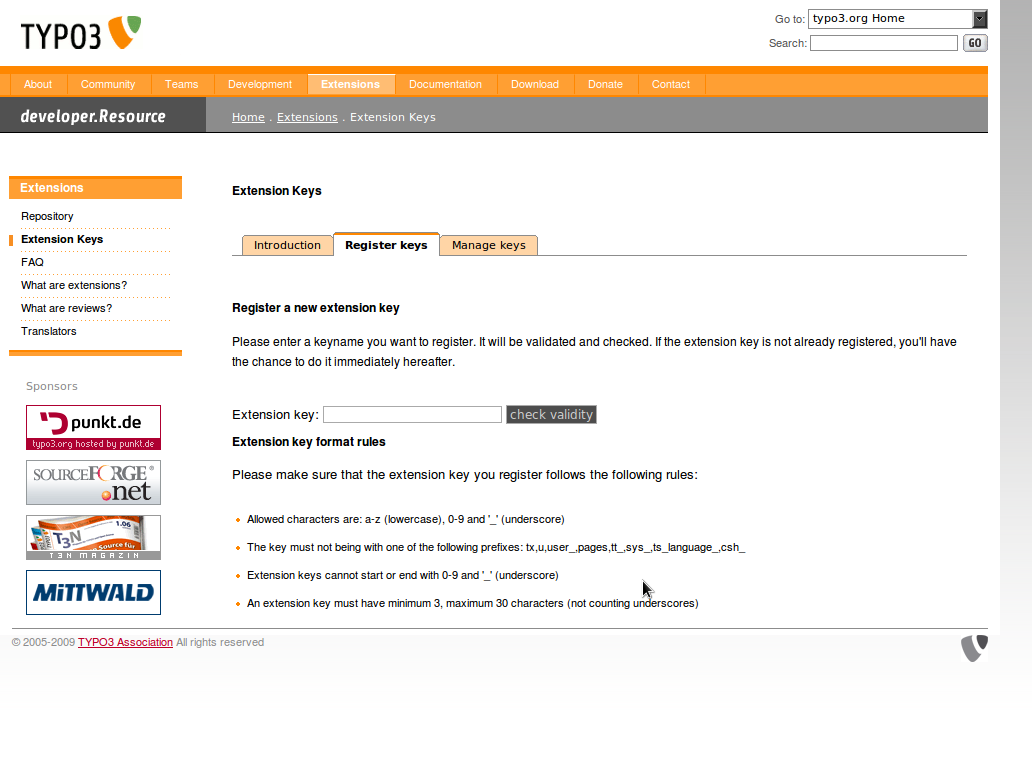 TYPO3
Go to: typo3.org Home
Search: GO
About Community Teams Development Extensions Documentation Download Donate Contact
developer.Resource
Home . Extensions . Extension Keys
Extensions
Repository
Extension Keys
FAQ
What are extensions?
What are reviews?
Translators
Sponsors
punkt.de
typo3.org hosted by punkt.de
SOURCEFORGE®
.net
1.06
T3N
Source für
T3N MAGAZIN
MITTWALD
Extension Keys
Introduction Register keys Manage keys
Register a new extension key
Please enter a keyname you want to register. It will be validated and checked. If the extension key is not already registered, you'll have
the chance to do it immediately hereafter.
Extension key: check validity
Extension key format rules
Please make sure that the extension key you register follows the following rules:
Allowed characters are: a-z (lowercase), 0-9 and '_' (underscore)
The key must not being with one of the following prefixes: tx,u,user_,pages,tt_,sys_,ts_language_,csh_
Extension keys cannot start or end with 0-9 and '_' (underscore)
An extension key must have minimum 3, maximum 30 characters (not counting underscores)
© 2005-2009 TYPO3 Association All rights reserved